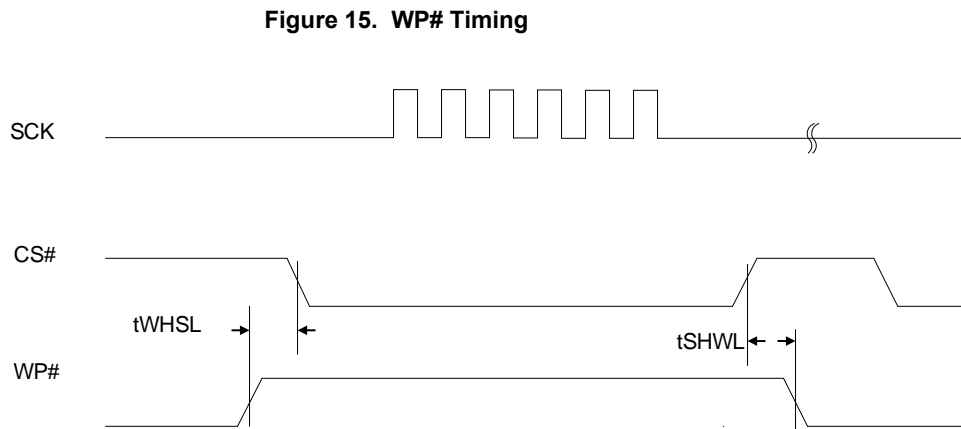 Figure 15. WP# Timing
SCK
CS#
tWHSL
tSHWL
WP#